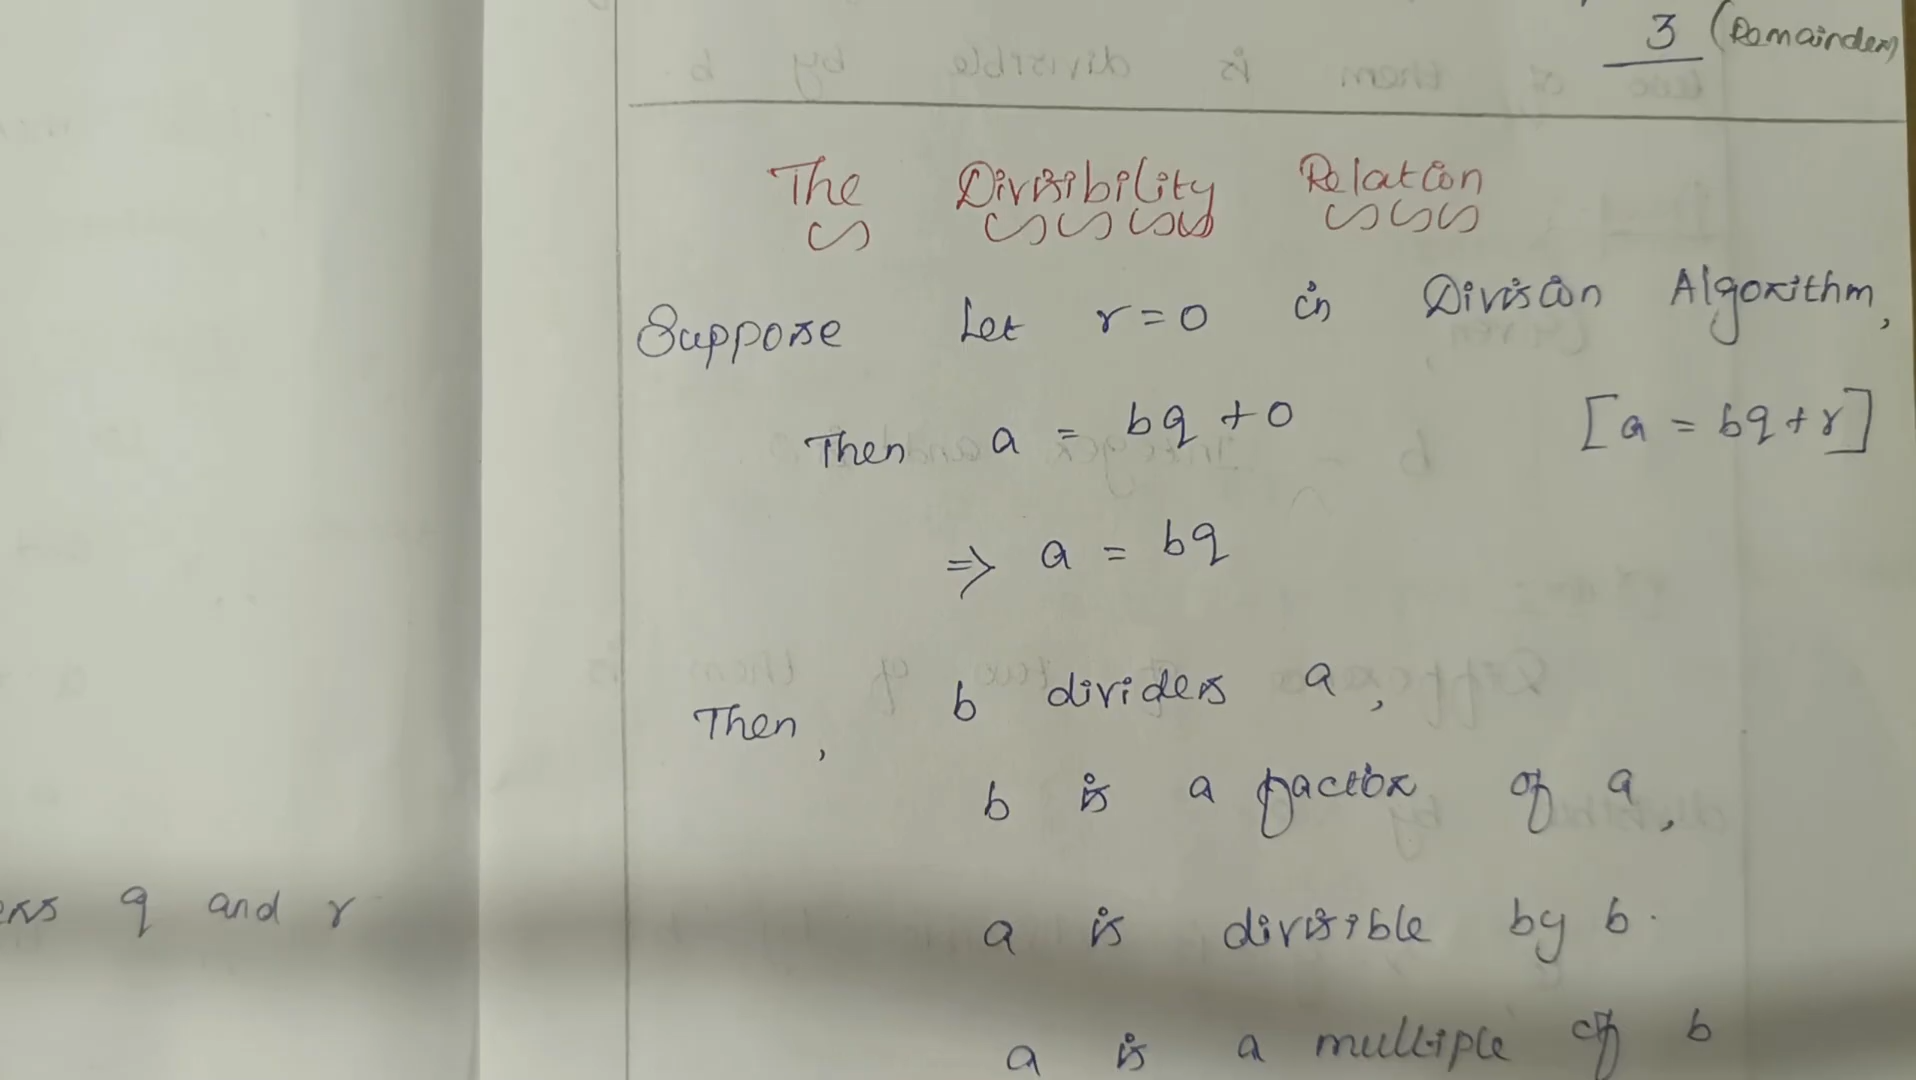 3 (Remainder)
The Divisibility Relation
Suppose Let r = 0 in Division Algorithm,
Then a = bq + 0 [a = bq + r]
⇒ a = bq
Then, b divides a,
b is a factor of a,
a is divisible by b.
q and r
a is a multiple of b